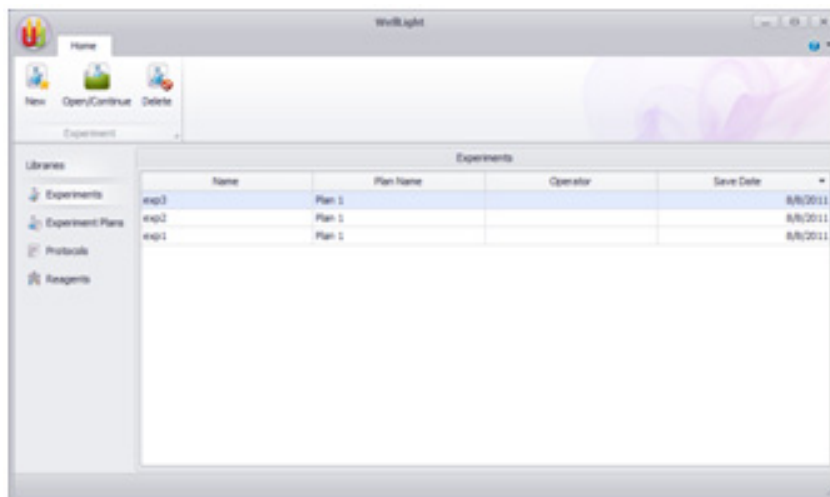 WellLight
Home
New Open/Continue Delete
Experiment
Libraries
Experiments
Experiment Plans
Protocols
Reagents
Experiments
Name Plan Name Operator Save Date
exp3 Plan 1 8/8/2011
exp2 Plan 1 8/8/2011
exp1 Plan 1 8/8/2011